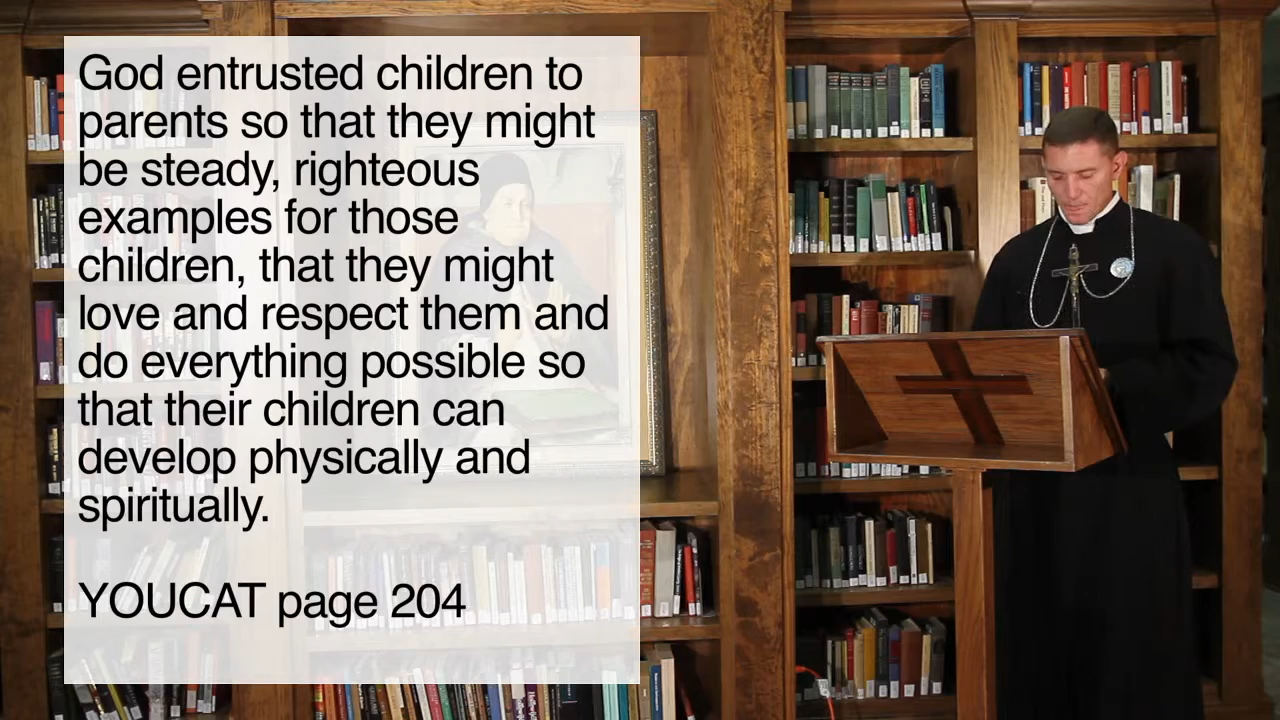 God entrusted children to
parents so that they might
be steady, righteous
examples for those
children, that they might
love and respect them and
do everything possible so
that their children can
develop physically and
spiritually.
YOUCAT page 204